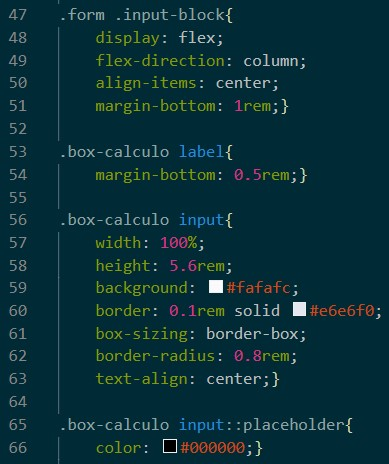 47 .form .input-block{
48 display: flex;
49 flex-direction: column;
50 align-items: center;
51 margin-bottom: 1rem;}
52
53 .box-calculo label{
54 margin-bottom: 0.5rem;}
55
56 .box-calculo input{
57 width: 100%;
58 height: 5.6rem;
59 background: #fafafc;
60 border: 0.1rem solid #e6e6f0;
61 box-sizing: border-box;
62 border-radius: 0.8rem;
63 text-align: center;}
64
65 .box-calculo input::placeholder{
66 color: #000000;}